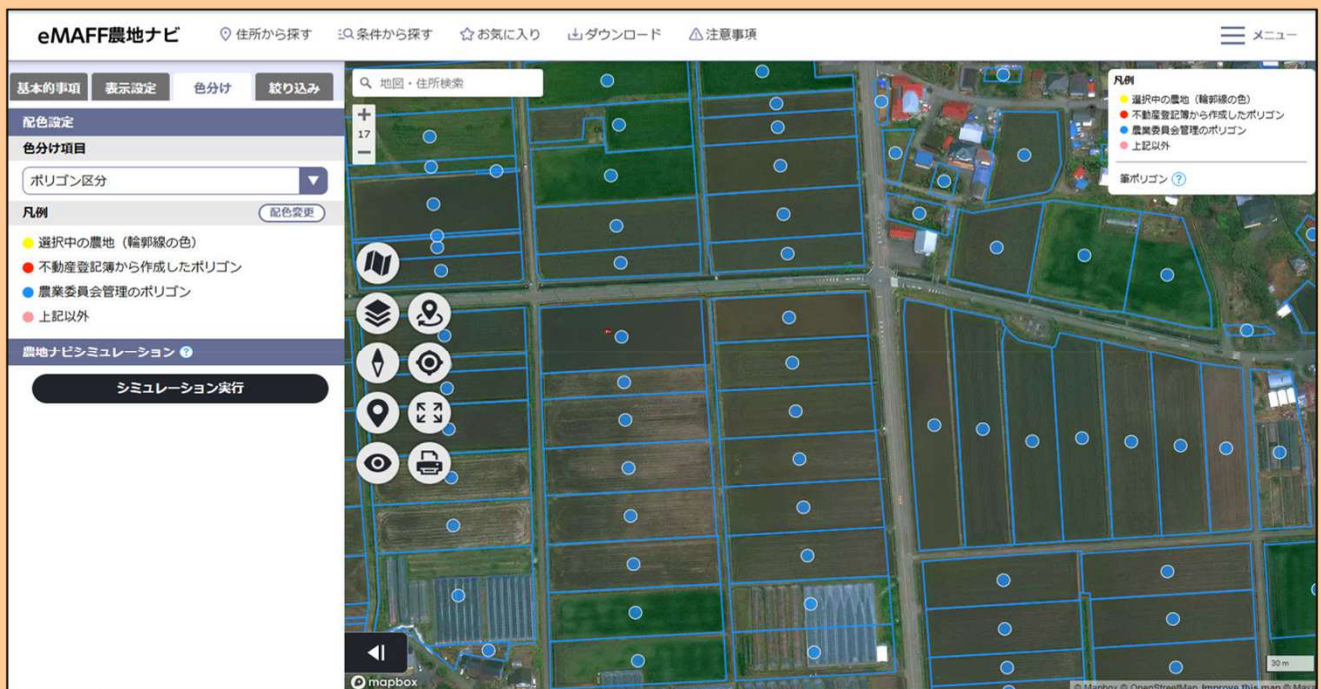 eMAFF農地ナビ 住所から探す 条件から探す お気に入り ダウンロード 注意事項 メニュー
基本的事項 表示設定 色分け 絞り込み
配色設定
色分け項目
ポリゴン区分
凡例 配色変更
選択中の農地（輪郭線の色）
不動産登記簿から作成したポリゴン
農業委員会管理のポリゴン
上記以外
農地ナビシミュレーション ?
シミュレーション実行
地図・住所検索
+
17
−
凡例
選択中の農地（輪郭線の色）
不動産登記簿から作成したポリゴン
農業委員会管理のポリゴン
上記以外
筆ポリゴン ?
30 m
mapbox
© Mapbox © OpenStreetMap Improve this map © Maxar